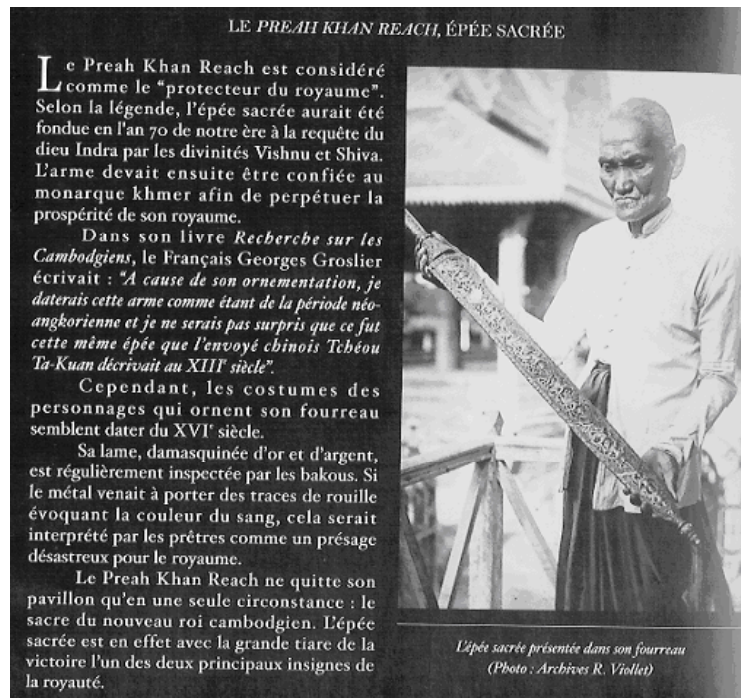 LE PREAH KHAN REACH, ÉPÉE SACRÉE
Le Preah Khan Reach est considéré
comme le “protecteur du royaume”.
Selon la légende, l'épée sacrée aurait été
fondue en l'an 70 de notre ère à la requête du
dieu Indra par les divinités Vishnu et Shiva.
L'arme devait ensuite être confiée au
monarque khmer afin de perpétuer la
prospérité de son royaume.
Dans son livre Recherche sur les
Cambodgiens, le Français Georges Groslier
écrivait : “A cause de son ornementation, je
daterais cette arme comme étant de la période néo-
angkorienne et je ne serais pas surpris que ce fut
cette même épée que l'envoyé chinois Tchéou
Ta-Kuan décrivait au XIIIe siècle”.
Cependant, les costumes des
personnages qui ornent son fourreau
semblent dater du XVIe siècle.
Sa lame, damasquinée d'or et d'argent,
est régulièrement inspectée par les bakous. Si
le métal venait à porter des traces de rouille
évoquant la couleur du sang, cela serait
interprété par les prêtres comme un présage
désastreux pour le royaume.
Le Preah Khan Reach ne quitte son
pavillon qu'en une seule circonstance : le
sacre du nouveau roi cambodgien. L'épée
sacrée est en effet avec la grande tiare de la
victoire l'un des deux principaux insignes de
la royauté.
L'épée sacrée présentée dans son fourreau
(Photo : Archives R. Viollet)